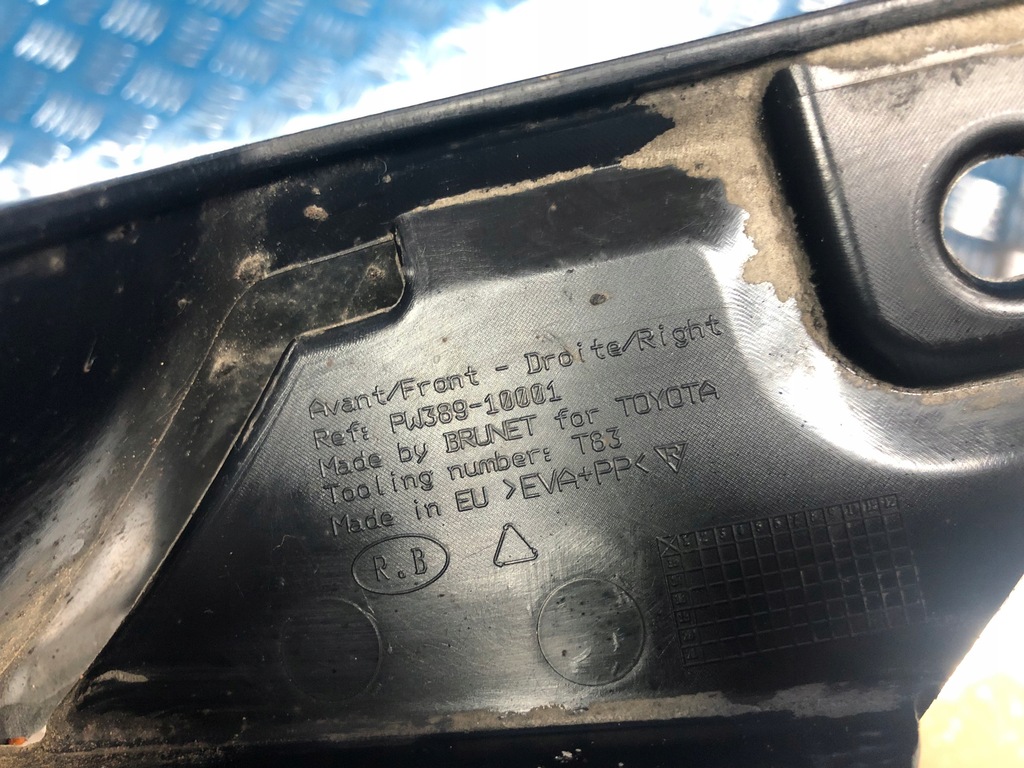 Avant/Front - Droite/Right
Ref: PW389-10001
Made by BRUNET for TOYOTA
Tooling number: T63
Made in EU >EVA+PP<
R.B